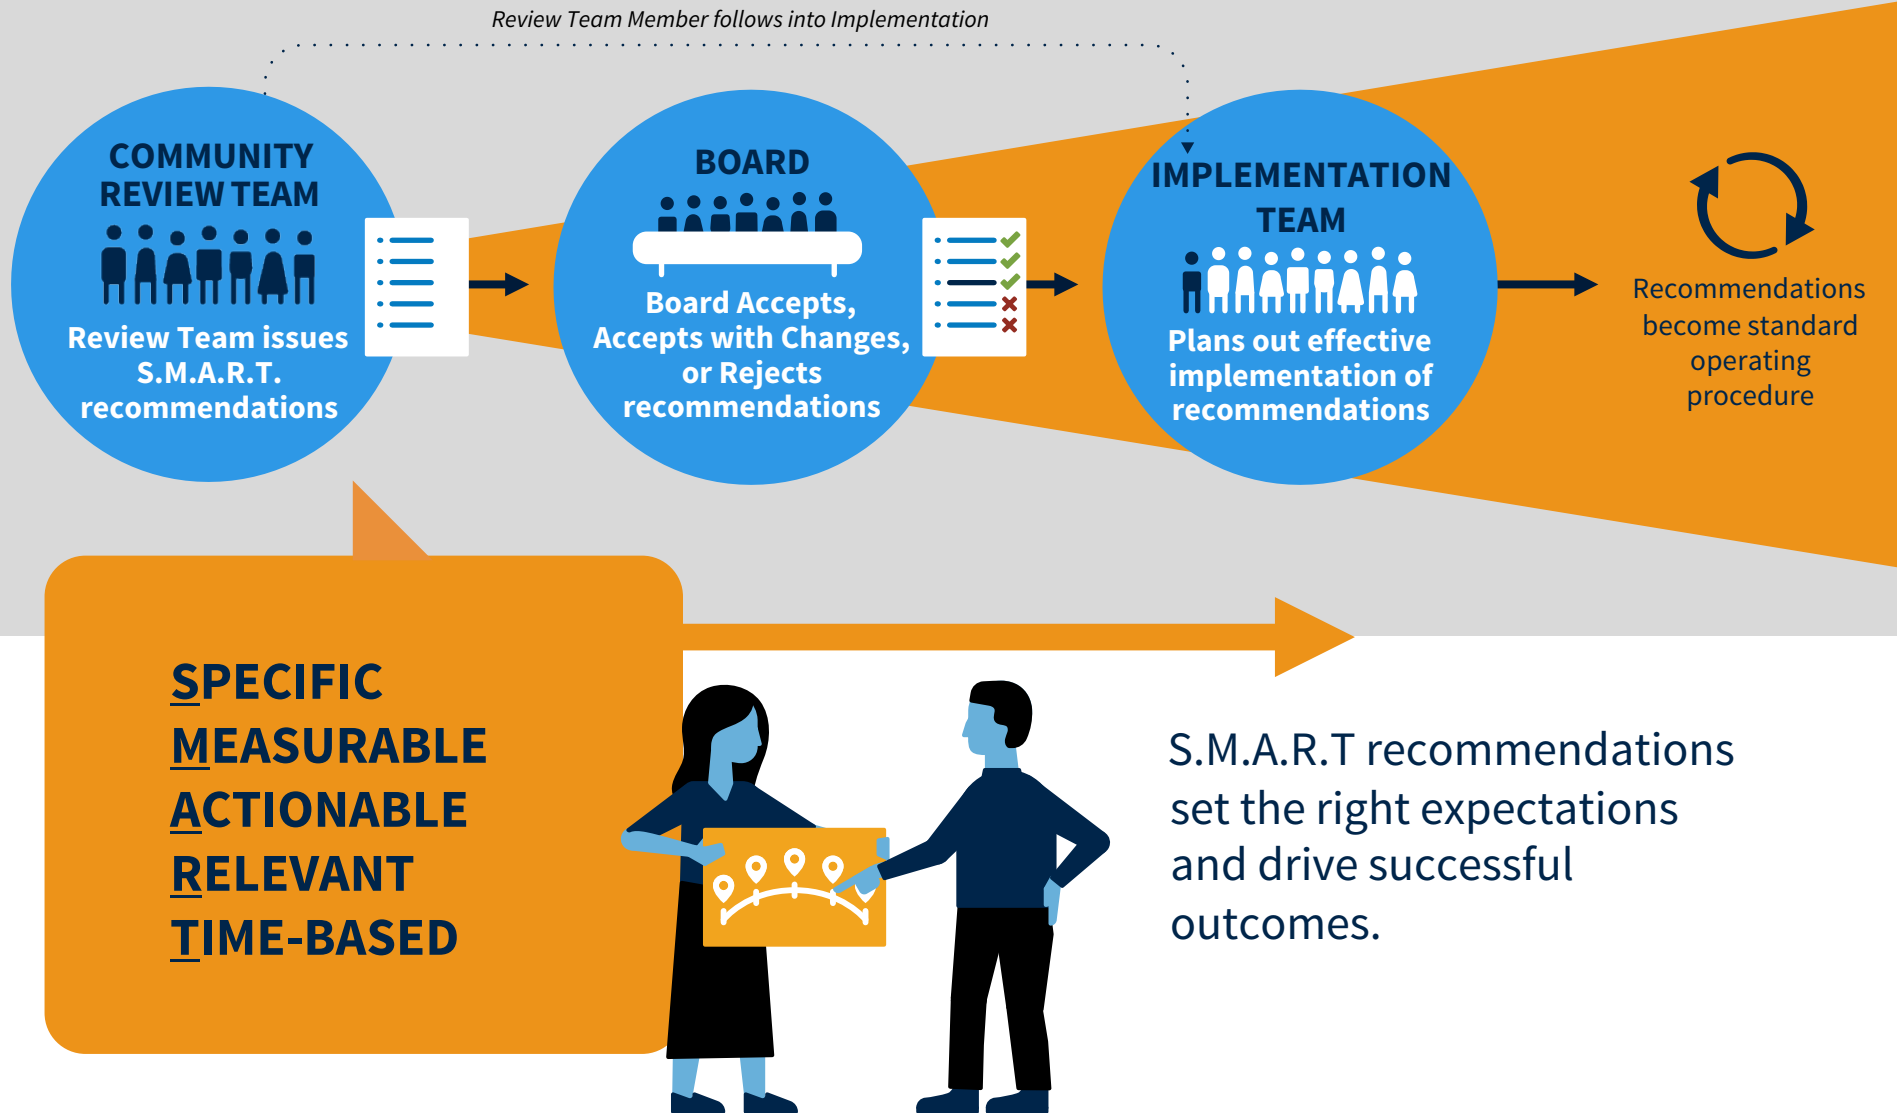 Review Team Member follows into Implementation
COMMUNITY
REVIEW TEAM
Review Team issues
S.M.A.R.T.
recommendations
BOARD
Board Accepts,
Accepts with Changes,
or Rejects
recommendations
IMPLEMENTATION
TEAM
Plans out effective
implementation of
recommendations
Recommendations
become standard
operating
procedure
SPECIFIC
MEASURABLE
ACTIONABLE
RELEVANT
TIME-BASED
S.M.A.R.T recommendations
set the right expectations
and drive successful
outcomes.